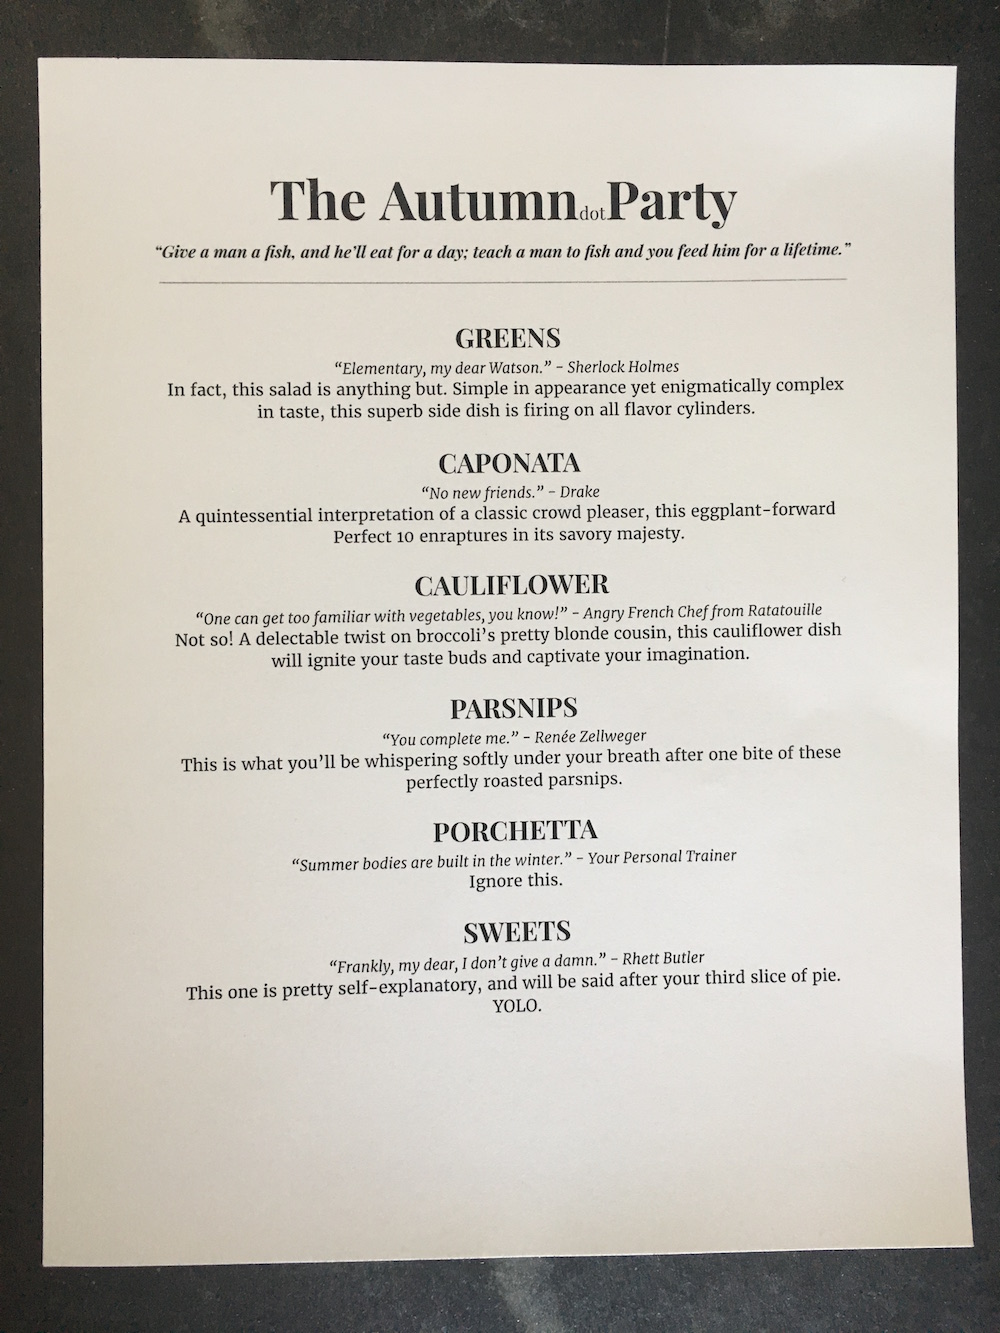 The Autumn dot Party
“Give a man a fish, and he’ll eat for a day; teach a man to fish and you feed him for a lifetime.”
GREENS
“Elementary, my dear Watson.” – Sherlock Holmes
In fact, this salad is anything but. Simple in appearance yet enigmatically complex
in taste, this superb side dish is firing on all flavor cylinders.
CAPONATA
“No new friends.” – Drake
A quintessential interpretation of a classic crowd pleaser, this eggplant-forward
Perfect 10 enraptures in its savory majesty.
CAULIFLOWER
“One can get too familiar with vegetables, you know!” – Angry French Chef from Ratatouille
Not so! A delectable twist on broccoli’s pretty blonde cousin, this cauliflower dish
will ignite your taste buds and captivate your imagination.
PARSNIPS
“You complete me.” – Renée Zellweger
This is what you’ll be whispering softly under your breath after one bite of these
perfectly roasted parsnips.
PORCHETTA
“Summer bodies are built in the winter.” – Your Personal Trainer
Ignore this.
SWEETS
“Frankly, my dear, I don’t give a damn.” – Rhett Butler
This one is pretty self-explanatory, and will be said after your third slice of pie.
YOLO.